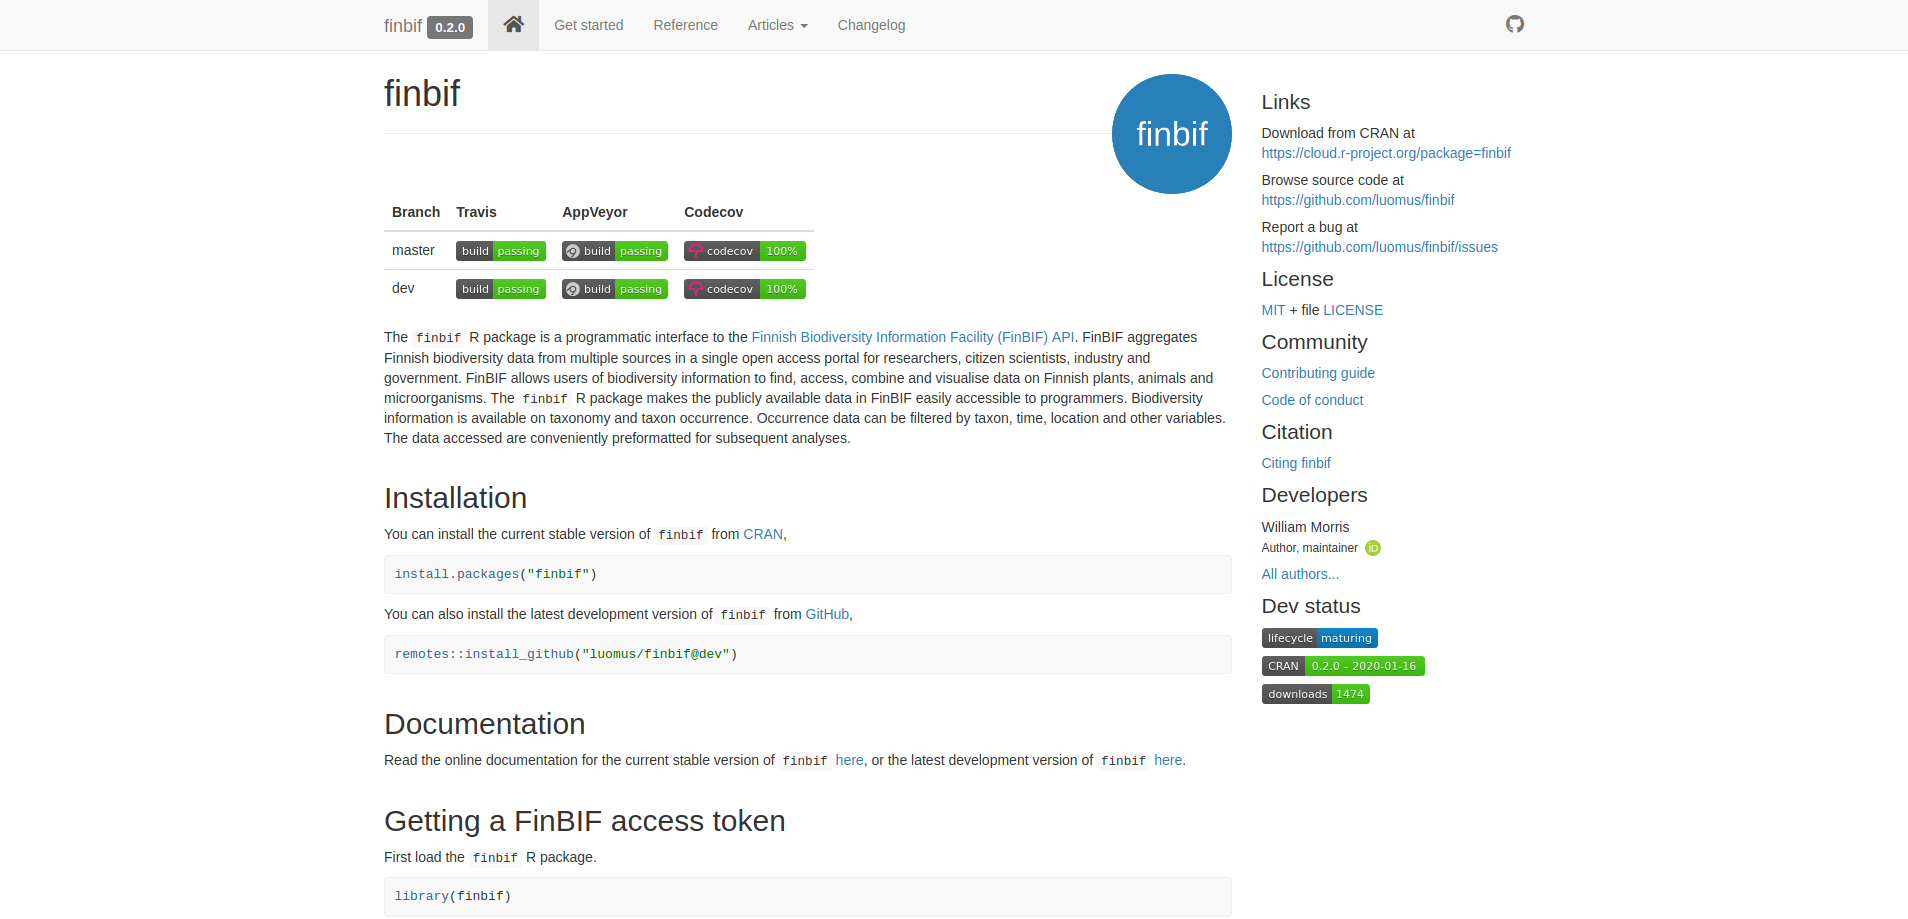 finbif 0.2.0 Get started Reference Articles Changelog
finbif
finbif
Branch Travis AppVeyor Codecov
master build passing build passing codecov 100%
dev build passing build passing codecov 100%
The finbif R package is a programmatic interface to the Finnish Biodiversity Information Facility (FinBIF) API. FinBIF aggregates
Finnish biodiversity data from multiple sources in a single open access portal for researchers, citizen scientists, industry and
government. FinBIF allows users of biodiversity information to find, access, combine and visualise data on Finnish plants, animals and
microorganisms. The finbif R package makes the publicly available data in FinBIF easily accessible to programmers. Biodiversity
information is available on taxonomy and taxon occurrence. Occurrence data can be filtered by taxon, time, location and other variables.
The data accessed are conveniently preformatted for subsequent analyses.
Installation
You can install the current stable version of finbif from CRAN,
install.packages("finbif")
You can also install the latest development version of finbif from GitHub,
remotes::install_github("luomus/finbif@dev")
Documentation
Read the online documentation for the current stable version of finbif here, or the latest development version of finbif here.
Getting a FinBIF access token
First load the finbif R package.
library(finbif)
Links
Download from CRAN at
https://cloud.r-project.org/package=finbif
Browse source code at
https://github.com/luomus/finbif
Report a bug at
https://github.com/luomus/finbif/issues
License
MIT + file LICENSE
Community
Contributing guide
Code of conduct
Citation
Citing finbif
Developers
William Morris
Author, maintainer iD
All authors...
Dev status
lifecycle maturing
CRAN 0.2.0 – 2020-01-16
downloads 1474